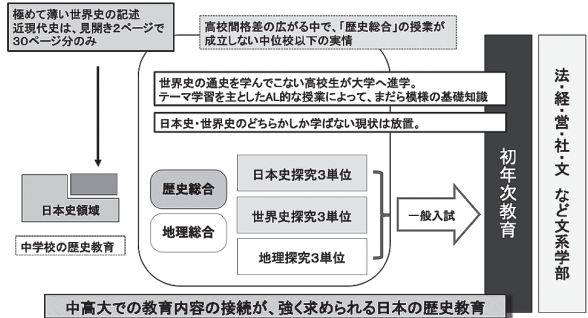 極めて薄い世界史の記述
近現代史は、見開き2ページで
30ページ分のみ
高校間格差の広がる中で、「歴史総合」の授業が
成立しない中位校以下の実情
世界史の通史を学んでこない高校生が大学へ進学。
テーマ学習を主としたAL的な授業によって、まだら模様の基礎知識
日本史・世界史のどちらかしか学ばない現状は放置。
日本史領域
中学校の歴史教育
歴史総合
地理総合
日本史探究3単位
世界史探究3単位
地理探究3単位
一般入試
初年次教育
法・経・営・社・文 など文系学部
中高大での教育内容の接続が、強く求められる日本の歴史教育